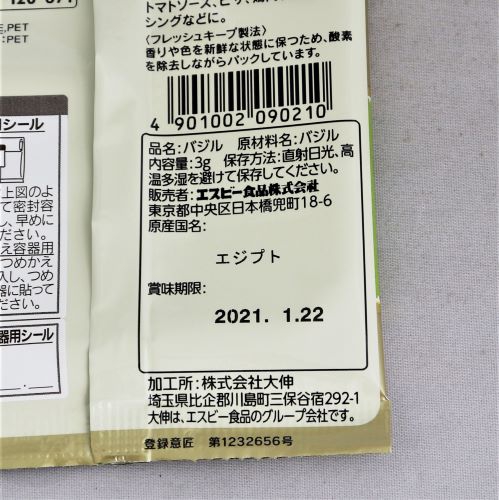 PET
:PET
トマトソース、ピザ、
シングなどに。
〈フレッシュキープ製法〉
香りや色を新鮮な状態に保つため、酸素
を除去しながらパックしています。
4 901002 090210
品名:バジル 原材料名:バジル
内容量:3g 保存方法:直射日光、高
温多湿を避けて保存してください。
販売者:エスビー食品株式会社
東京都中央区日本橋兜町18-6
原産国名:
エジプト
賞味期限:
2021. 1.22
加工所:株式会社大伸
埼玉県比企郡川島町三保谷宿292-1
大伸は、エスビー食品のグループ会社です。
登録意匠 第1232656号
用シール
上図のよ
て密封容
し、早めに
ださい。
え容器用
つめかえ
入し、つめ
器に貼って
ださい。
器用シール